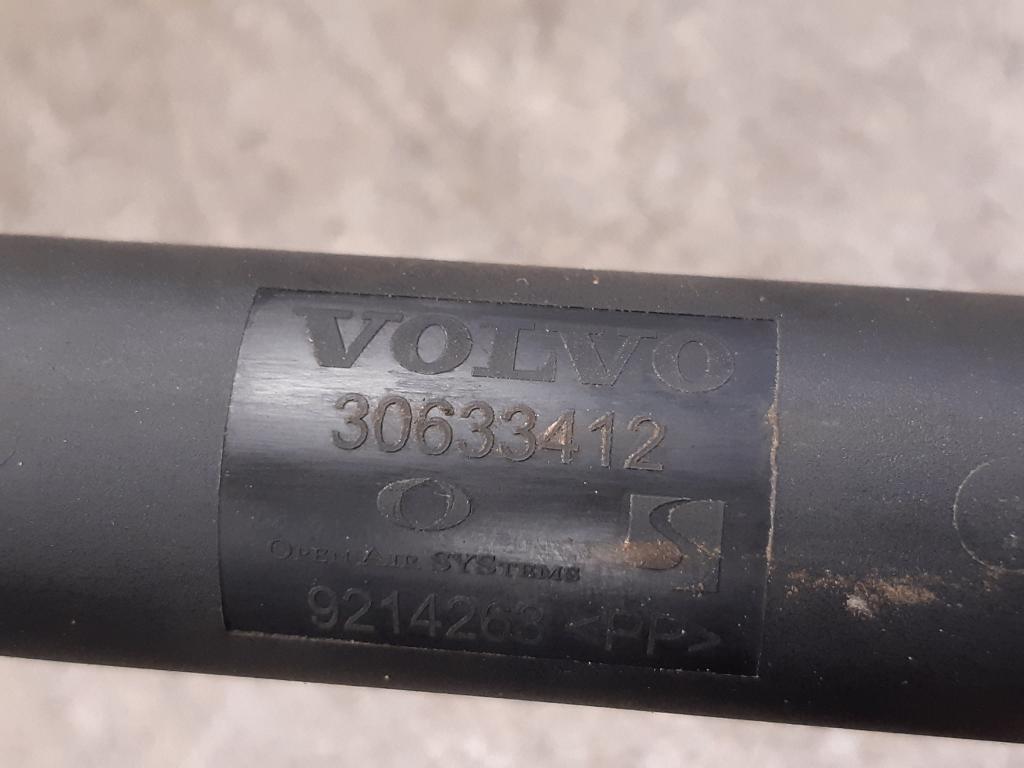 VOLVO
30633412
OPEN AIR SYSTEMS
9214263 <PP>